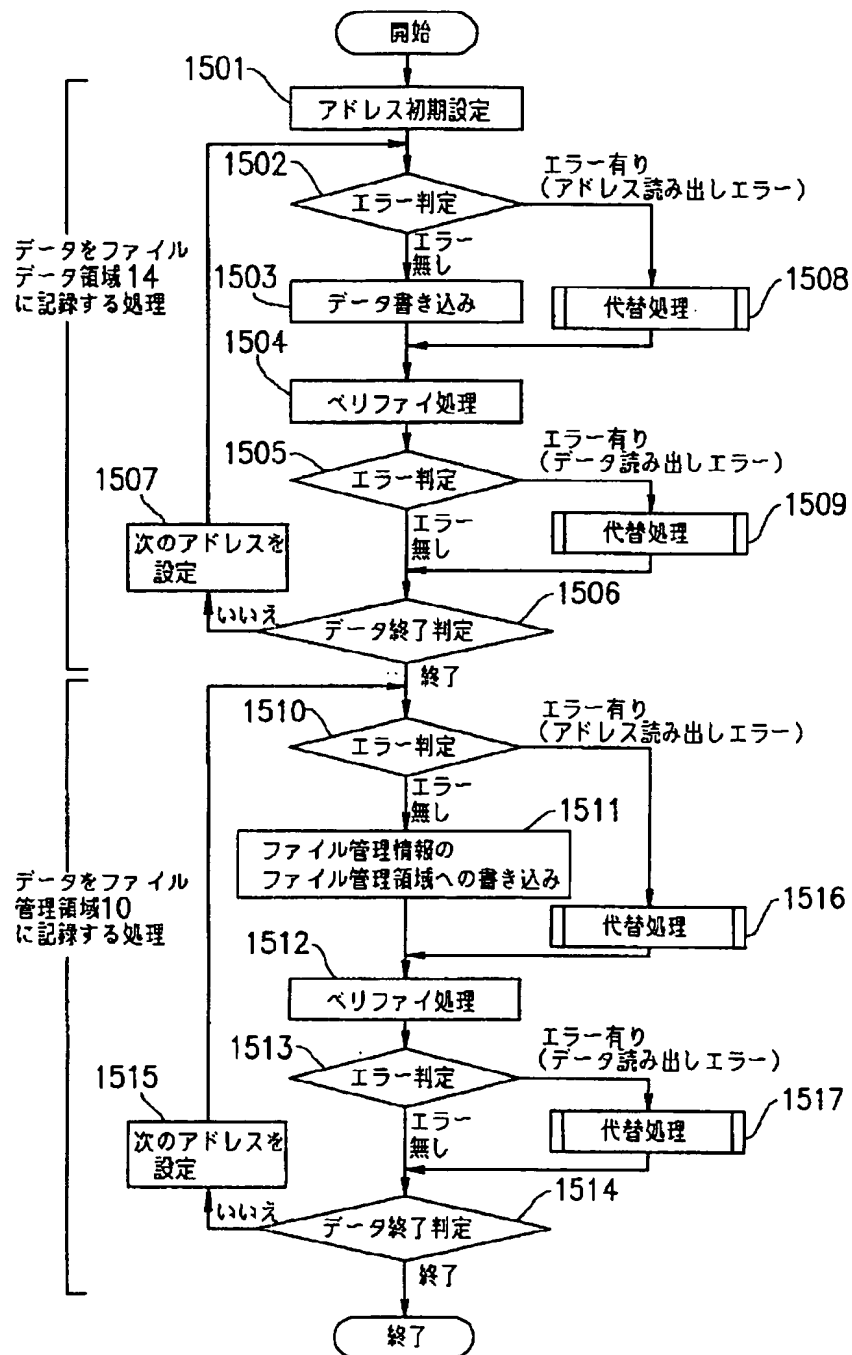 開始
1501
アドレス初期設定
1502
エラー判定
エラー有り
(アドレス読み出しエラー)
エラー
無し
データをファイル
データ領域14
に記録する処理
1503
データ書き込み
代替処理
1508
1504
ベリファイ処理
1505
エラー判定
エラー有り
(データ読み出しエラー)
エラー
無し
1507
次のアドレスを
設定
代替処理
1509
いいえ
データ終了判定
1506
終了
1510
エラー判定
エラー有り
(アドレス読み出しエラー)
エラー
無し
1511
ファイル管理情報の
ファイル管理領域への書き込み
データをファイル
管理領域10
に記録する処理
代替処理
1516
1512
ベリファイ処理
1513
エラー判定
エラー有り
(データ読み出しエラー)
エラー
無し
1515
次のアドレスを
設定
代替処理
1517
いいえ
データ終了判定
1514
終了
終了